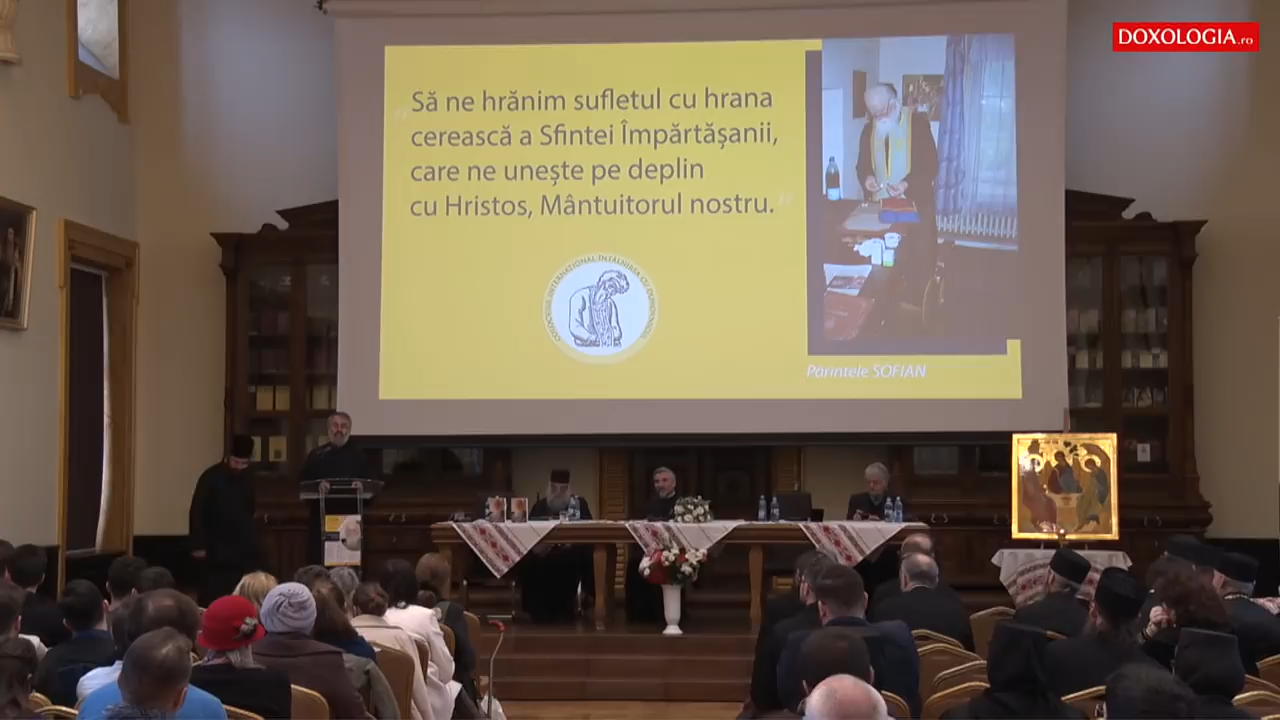 DOXOLOGIA.ro
„Să ne hrănim sufletul cu hrana
cerească a Sfintei Împărtășanii,
care ne unește pe deplin
cu Hristos, Mântuitorul nostru.”
Părintele SOFIAN